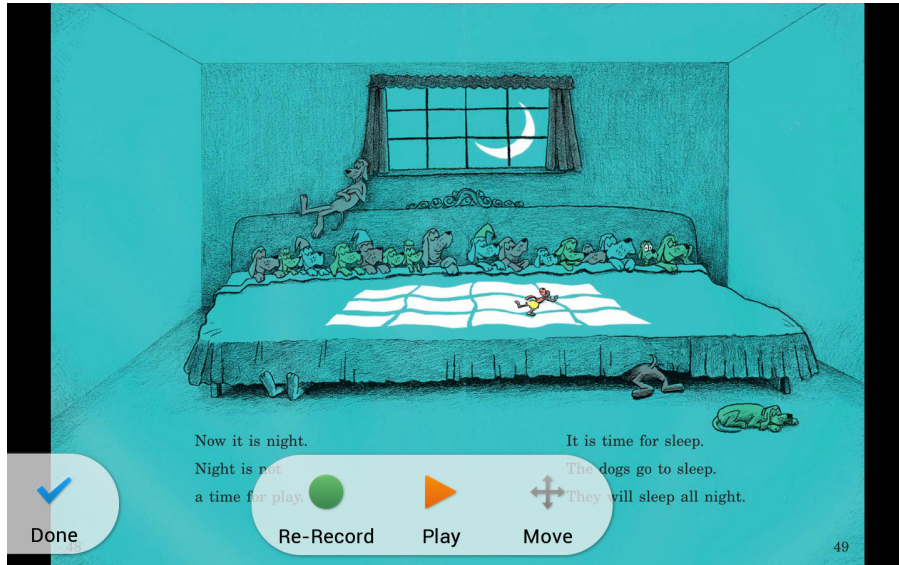 Now it is night.
Night is not
a time for play.
It is time for sleep.
The dogs go to sleep.
They will sleep all night.
Done
Re-Record
Play
Move
48
49